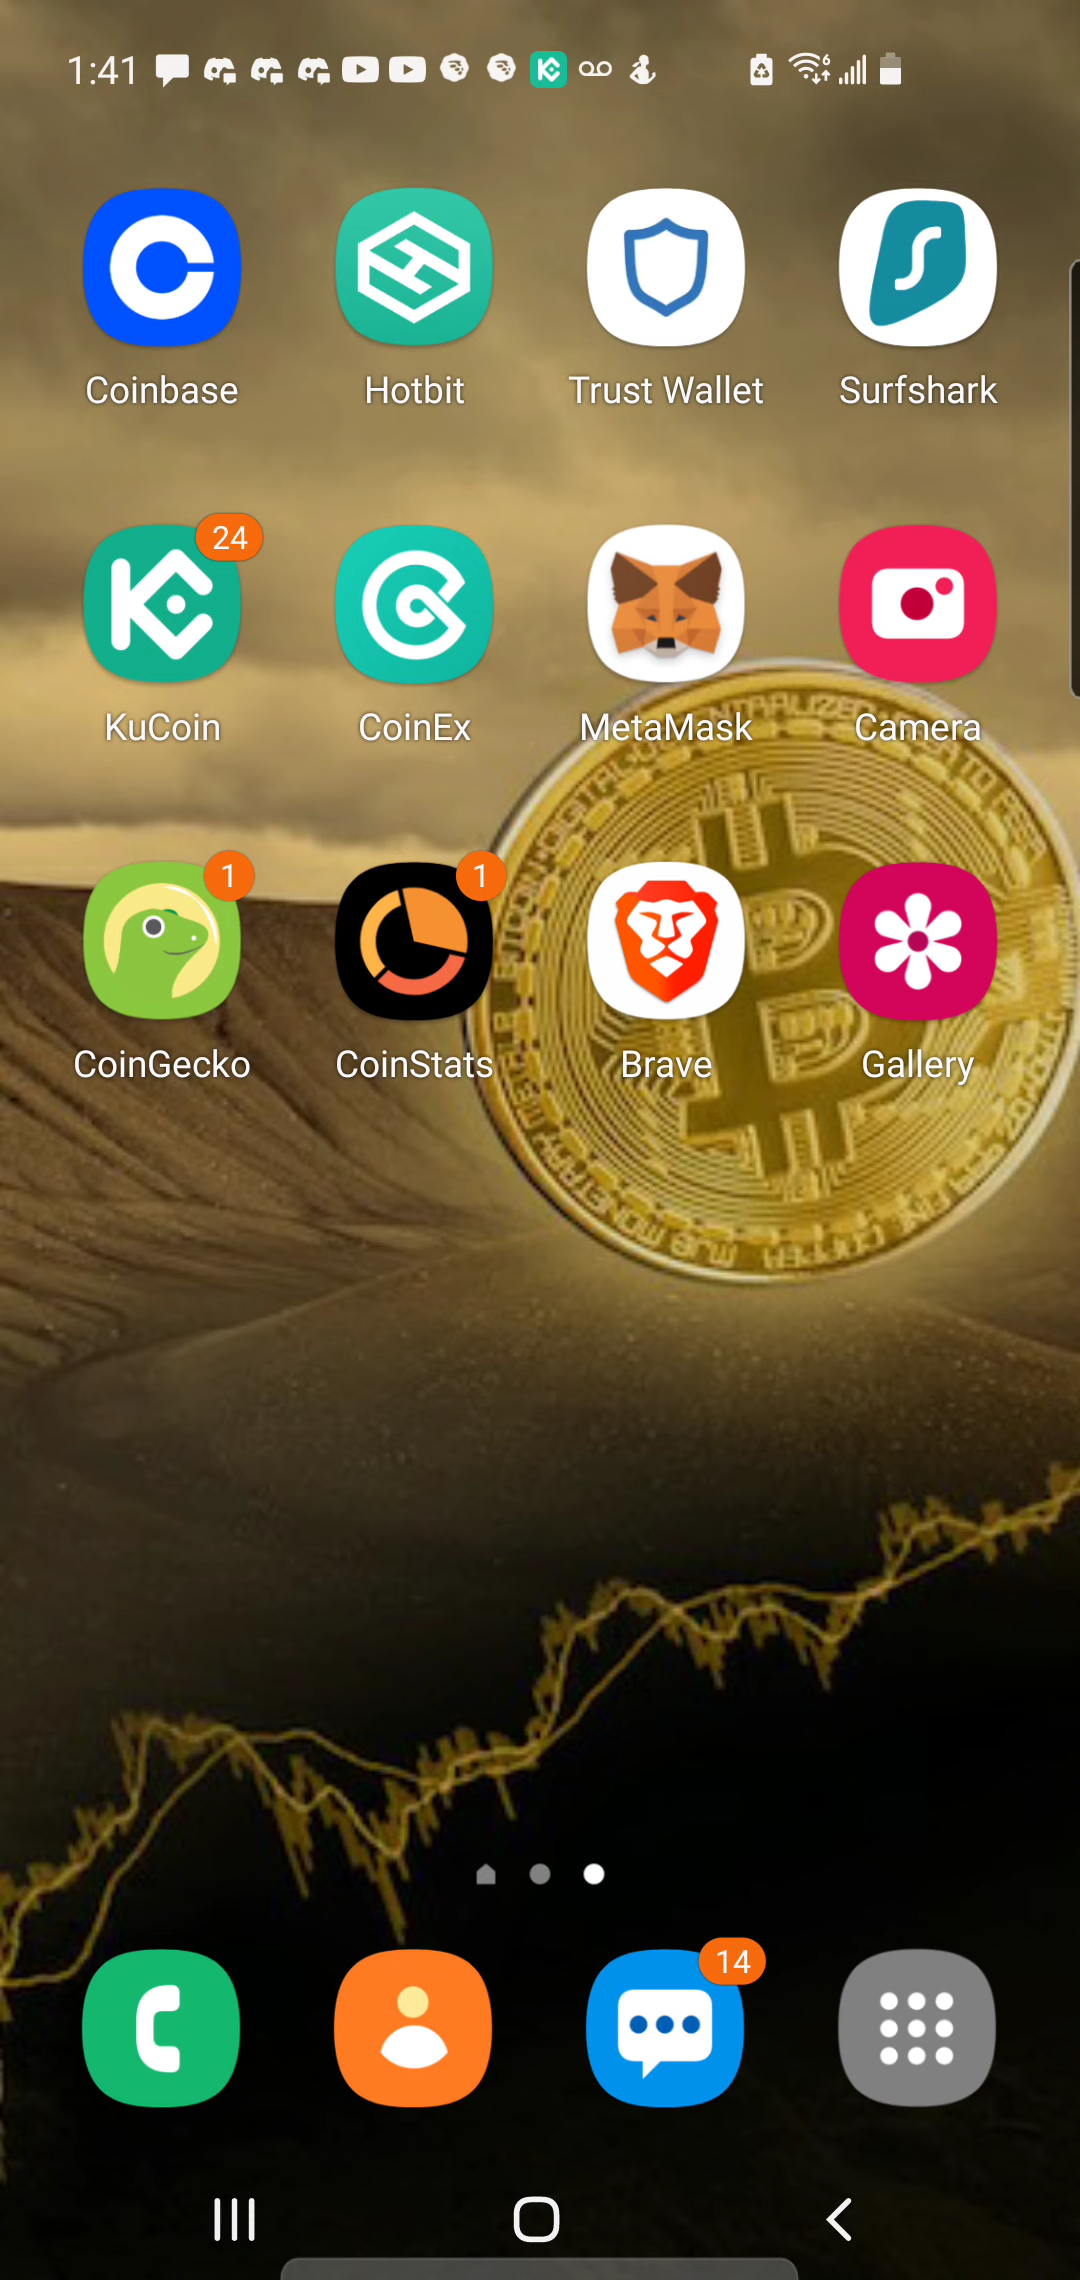 1:41
6
Coinbase
Hotbit
Trust Wallet
Surfshark
24
KuCoin
CoinEx
MetaMask
Camera
1
1
CoinGecko
CoinStats
Brave
Gallery
14